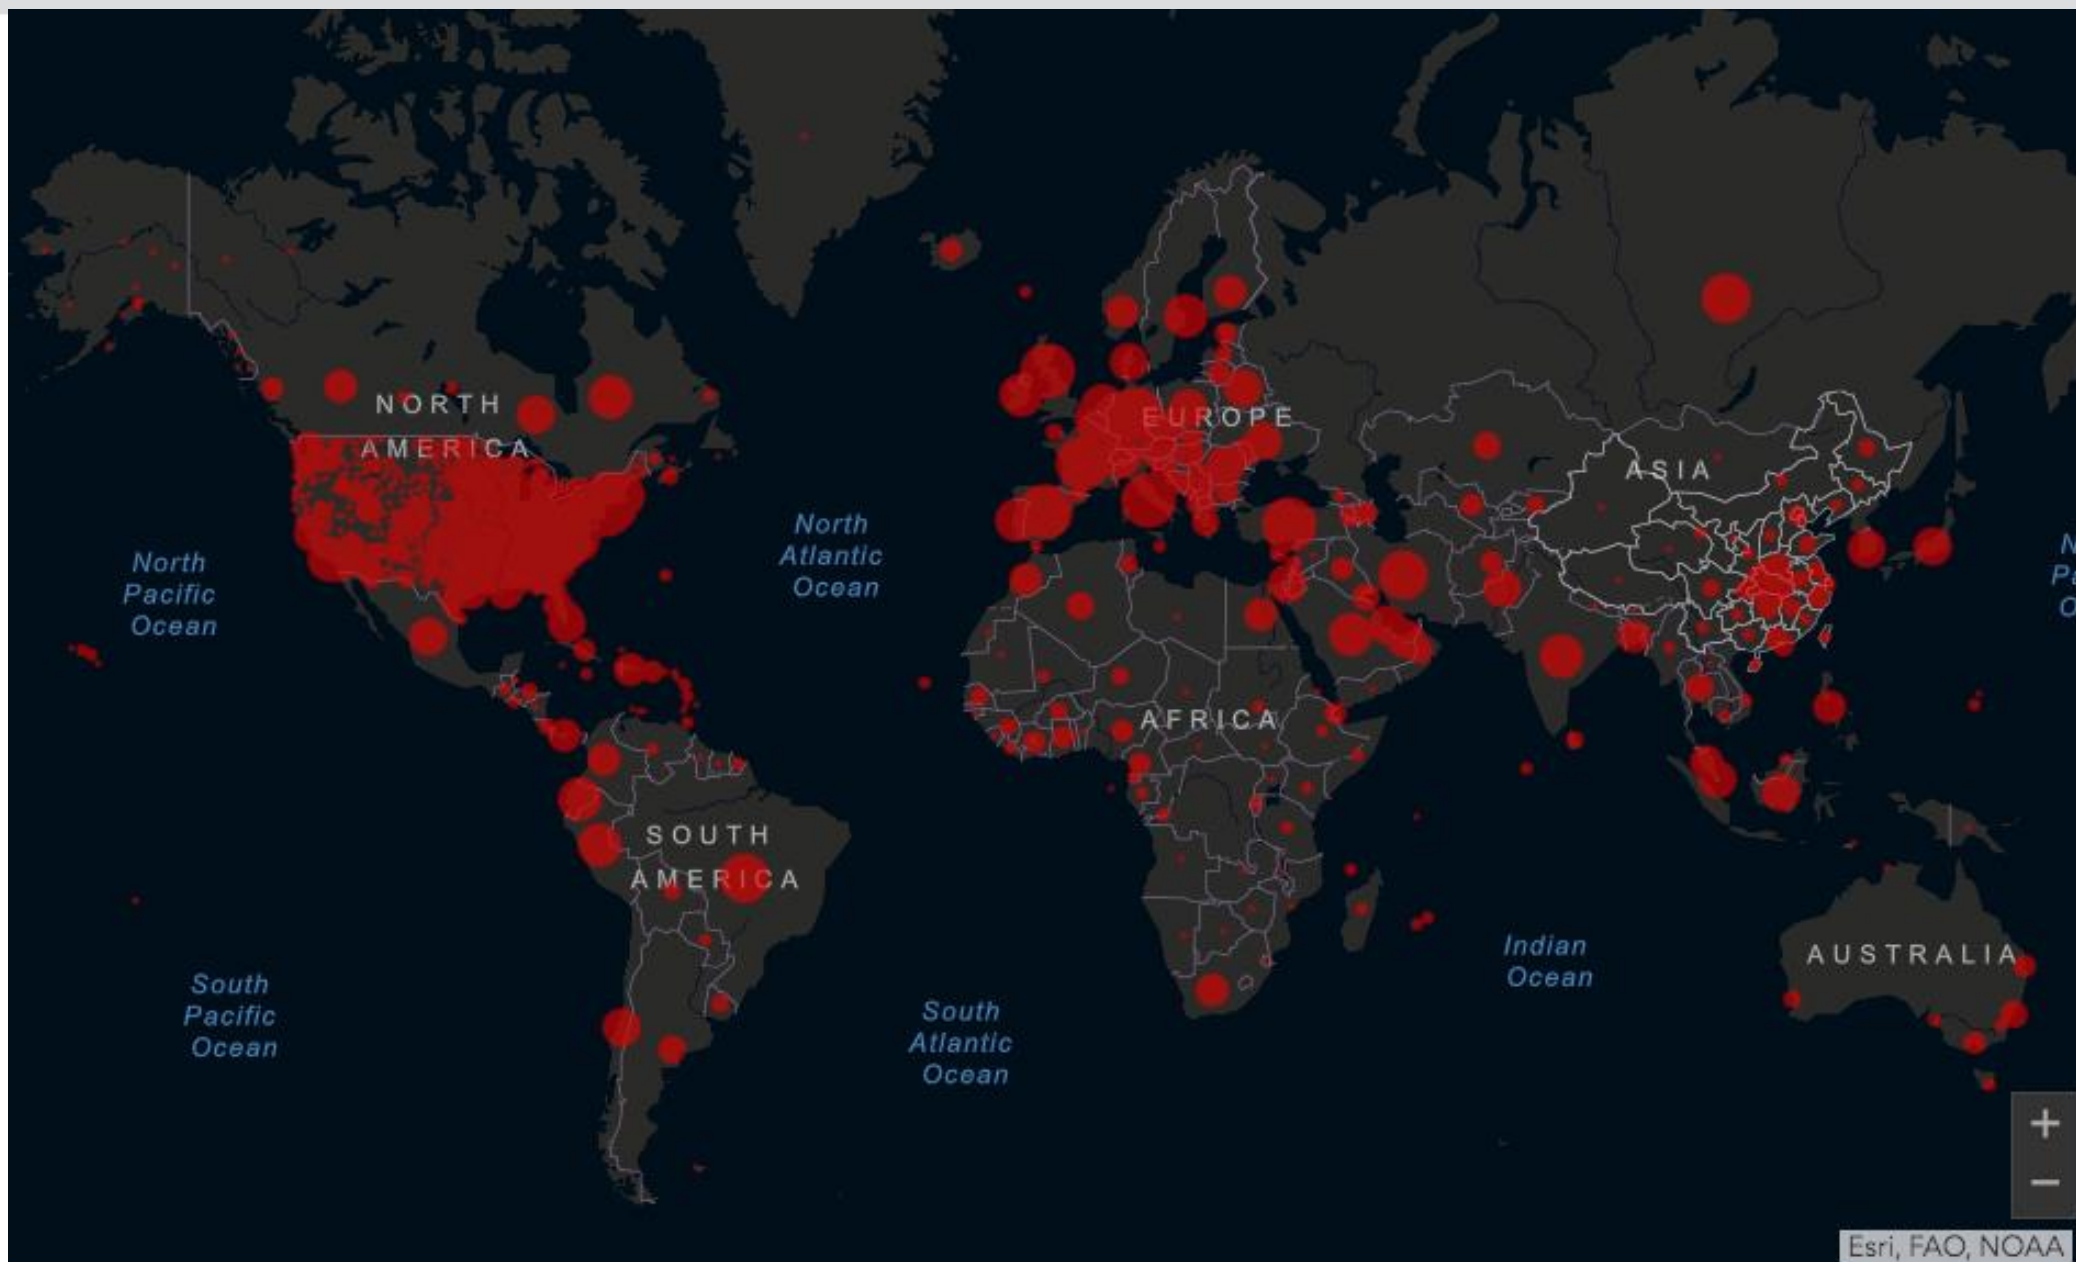 NORTH
AMERICA
EUROPE
ASIA
North
Atlantic
Ocean
North
Pacific
Ocean
N
Pa
O
AFRICA
SOUTH
AMERICA
Indian
Ocean
AUSTRALIA
South
Pacific
Ocean
South
Atlantic
Ocean
+
−
Esri, FAO, NOAA